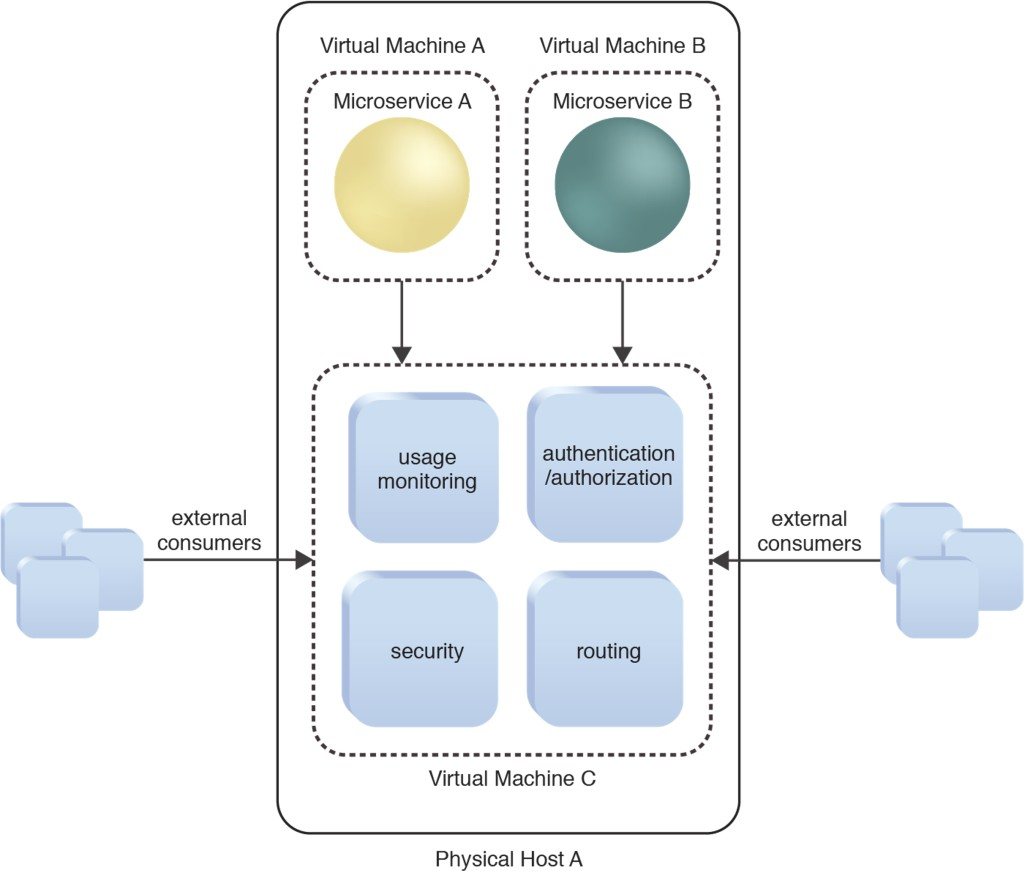 Virtual Machine A
Virtual Machine B
Microservice A
Microservice B
usage
monitoring
authentication
/authorization
external
consumers
external
consumers
security
routing
Virtual Machine C
Physical Host A